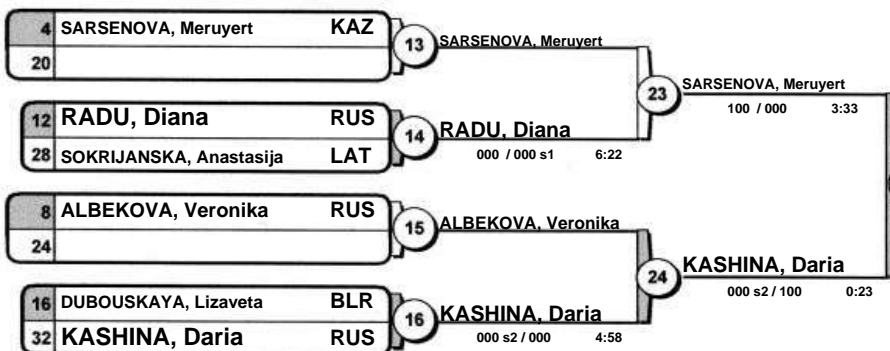 4 SARSENOVA, Meruyert KAZ
20
13 SARSENOVA, Meruyert
12 RADU, Diana RUS
28 SOKRIJANSKA, Anastasija LAT
14 RADU, Diana
000 / 000 s1 6:22
23 SARSENOVA, Meruyert
100 / 000 3:33
8 ALBEKOVA, Veronika RUS
24
15 ALBEKOVA, Veronika
16 DUBOUSKAYA, Lizaveta BLR
32 KASHINA, Daria RUS
16 KASHINA, Daria
000 s2 / 000 4:58
24 KASHINA, Daria
000 s2 / 100 0:23